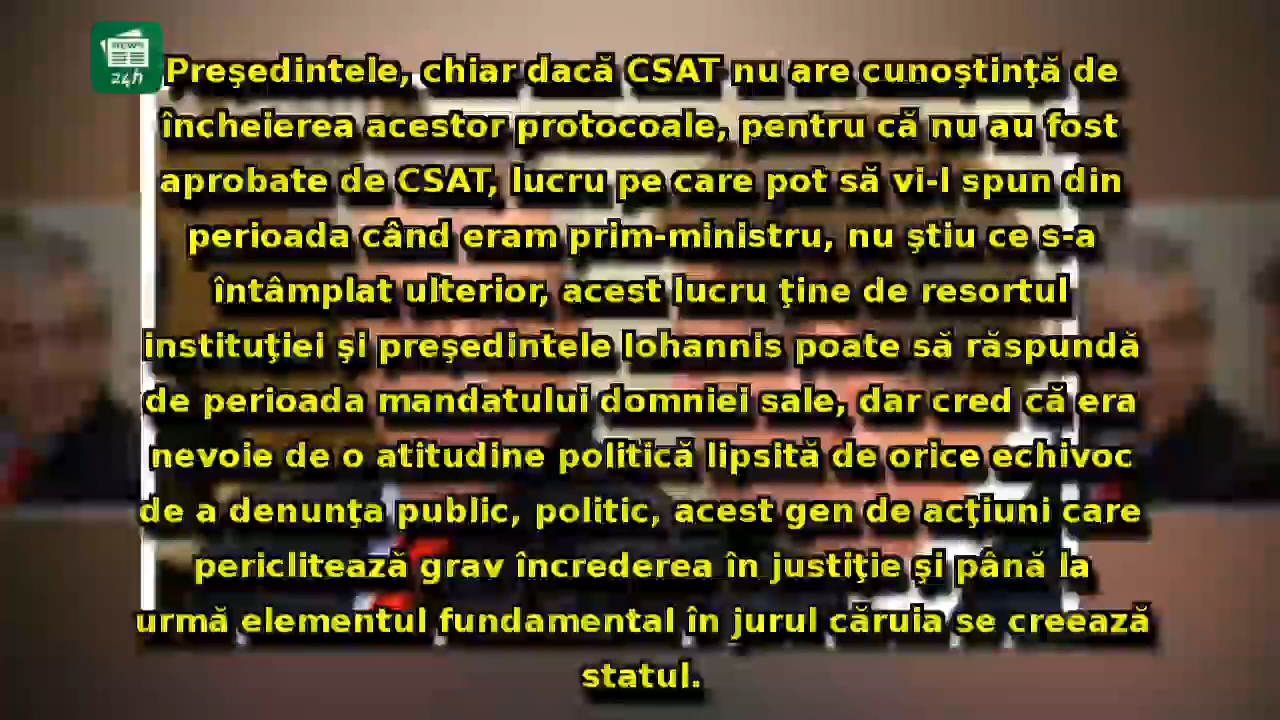 NEWS
24h
Preşedintele, chiar dacă CSAT nu are cunoştinţă de
încheierea acestor protocoale, pentru că nu au fost
aprobate de CSAT, lucru pe care pot să vi-l spun din
perioada când eram prim-ministru, nu ştiu ce s-a
întâmplat ulterior, acest lucru ţine de resortul
instituţiei şi preşedintele Iohannis poate să răspundă
de perioada mandatului domniei sale, dar cred că era
nevoie de o atitudine politică lipsită de orice echivoc
de a denunţa public, politic, acest gen de acţiuni care
periclitează grav încrederea în justiţie şi până la
urmă elementul fundamental în jurul căruia se creează
statul.